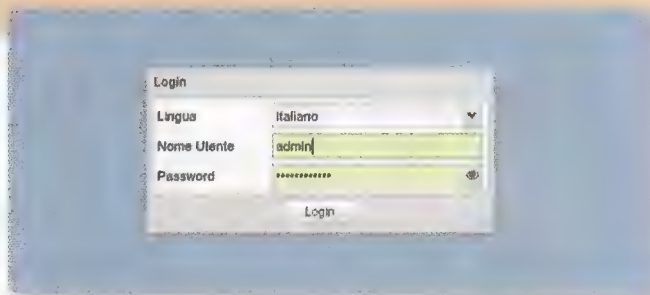 Login
Lingua Italiano
Nome Utente admin
Password ************
Login